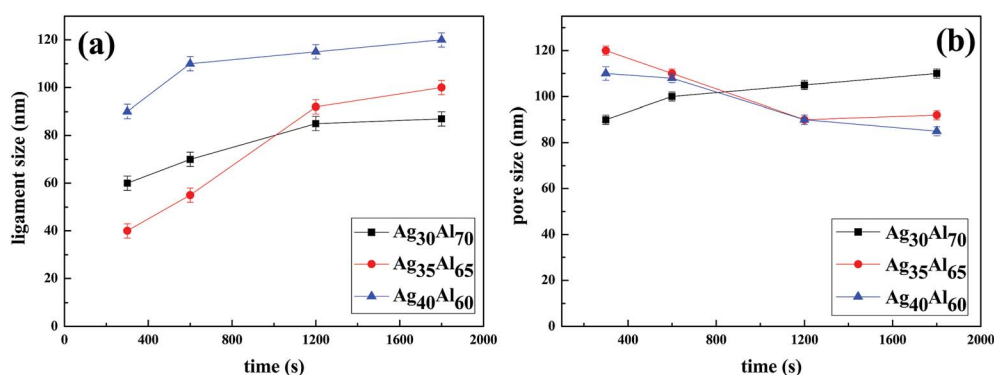 (a)
ligament size (nm)
120
100
80
60
40
20
0
0 400 800 1200 1600 2000
time (s)
Ag30Al70
Ag35Al65
Ag40Al60
(b)
pore size (nm)
120
100
80
60
40
20
0
400 800 1200 1600 2000
time (s)
Ag30Al70
Ag35Al65
Ag40Al60